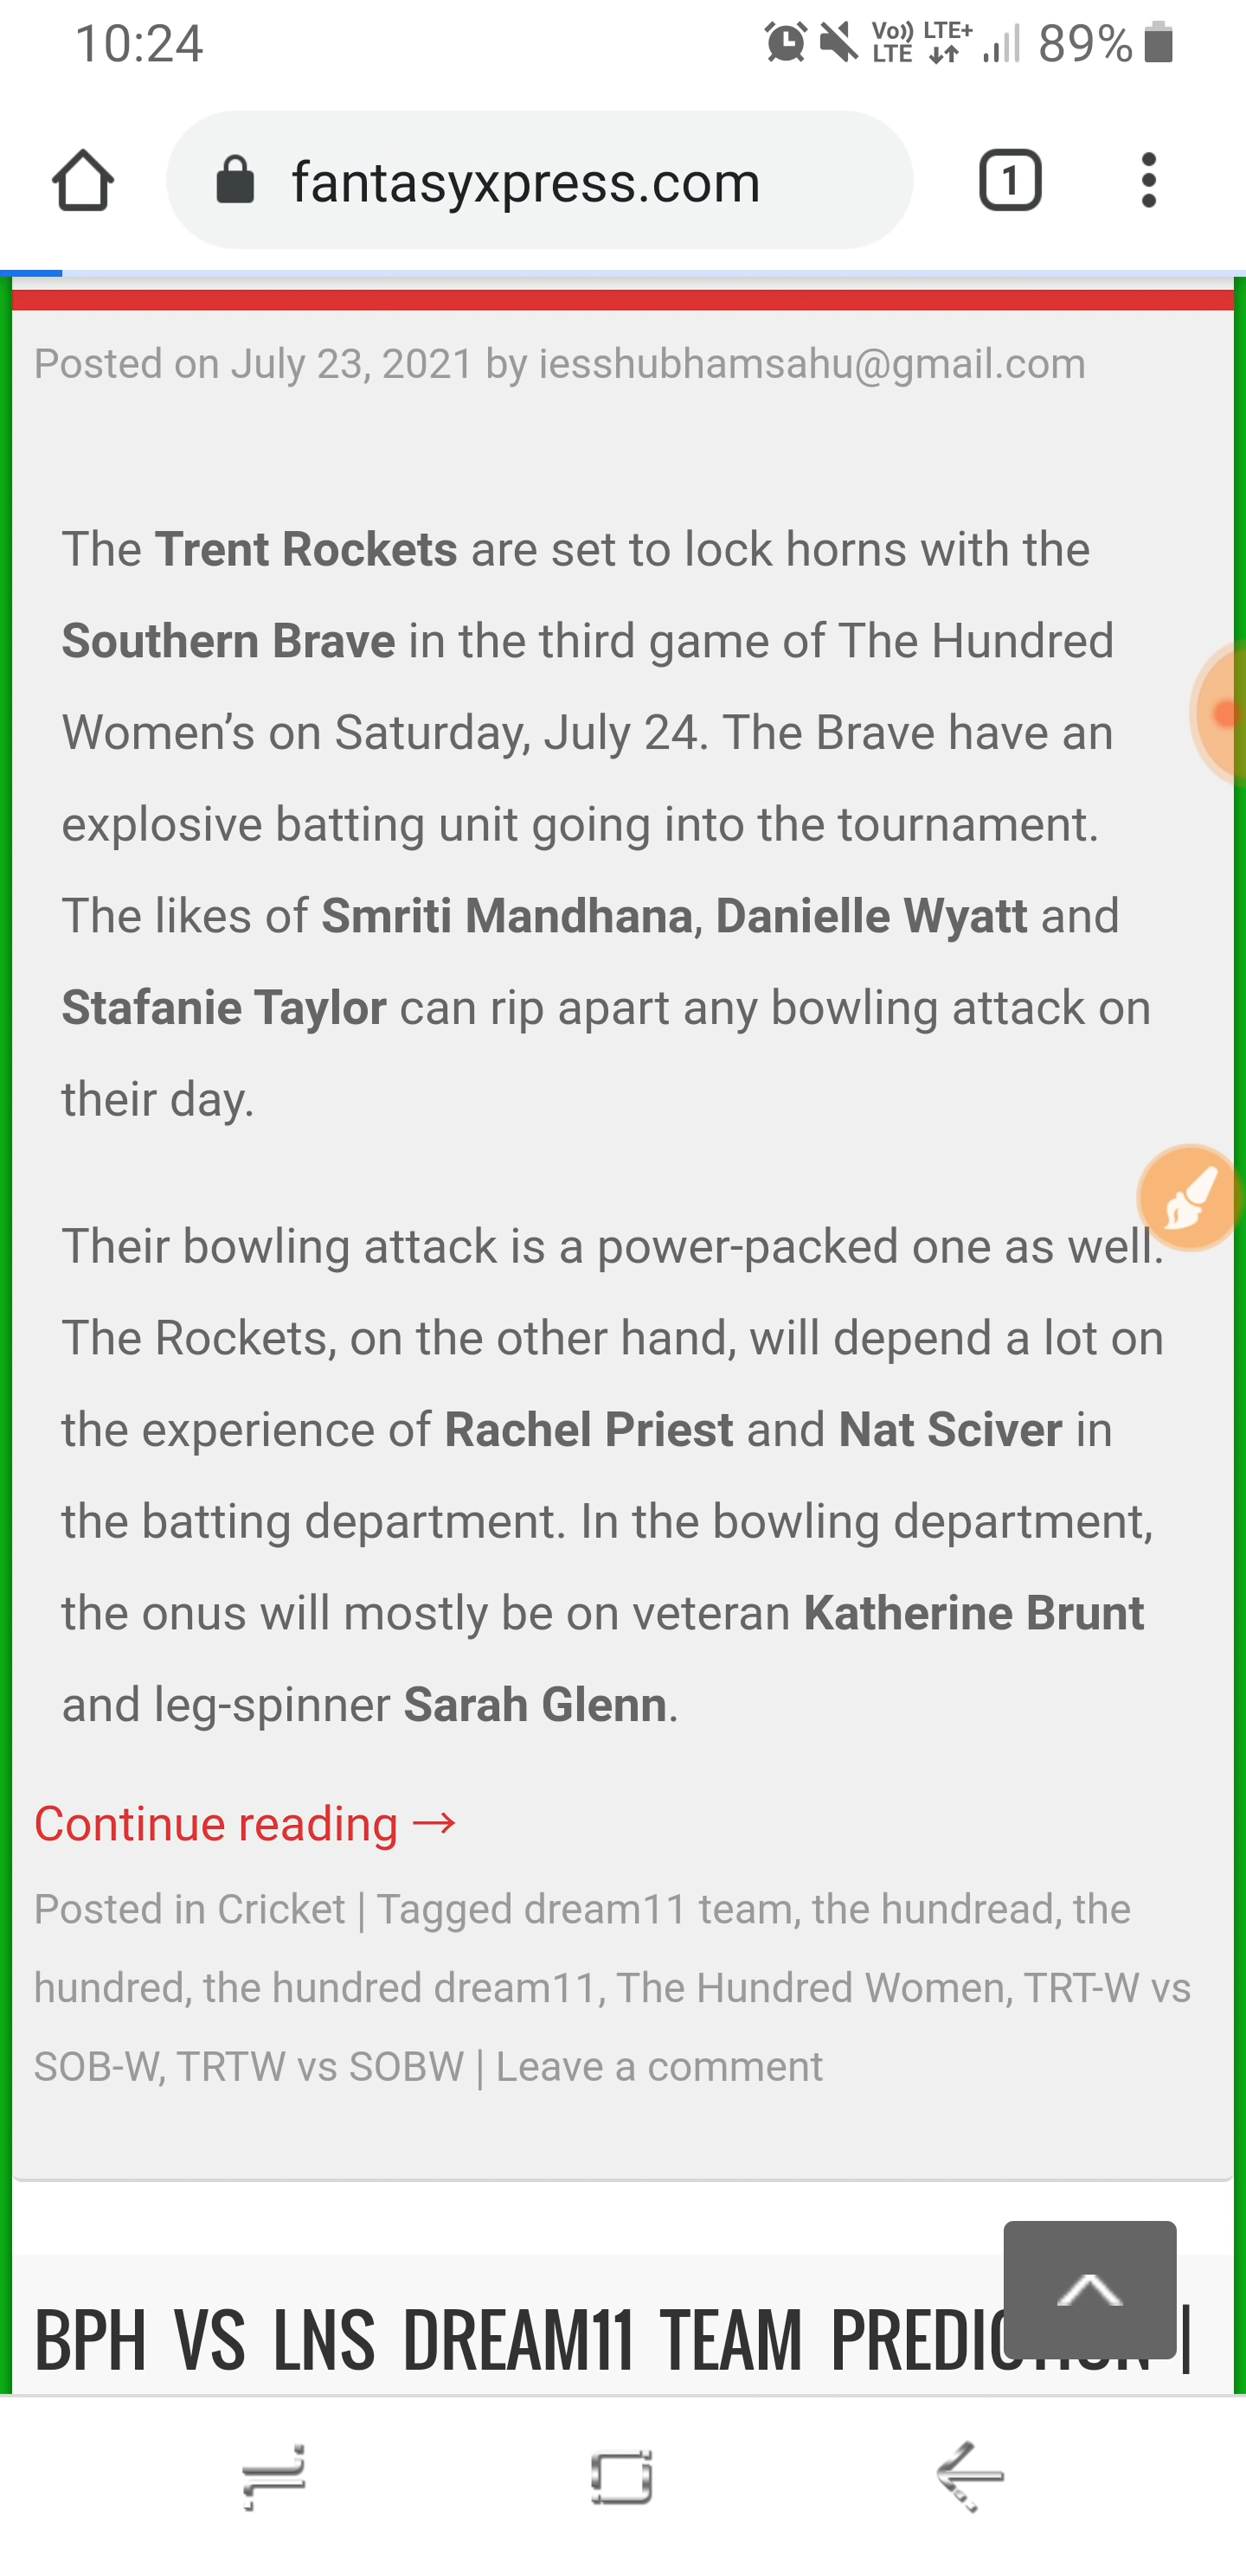 10:24
Vo)) LTE LTE+ 89%
fantasyxpress.com
1
Posted on July 23, 2021 by iesshubhamsahu@gmail.com
The Trent Rockets are set to lock horns with the
Southern Brave in the third game of The Hundred
Women’s on Saturday, July 24. The Brave have an
explosive batting unit going into the tournament.
The likes of Smriti Mandhana, Danielle Wyatt and
Stafanie Taylor can rip apart any bowling attack on
their day.
Their bowling attack is a power-packed one as well.
The Rockets, on the other hand, will depend a lot on
the experience of Rachel Priest and Nat Sciver in
the batting department. In the bowling department,
the onus will mostly be on veteran Katherine Brunt
and leg-spinner Sarah Glenn.
Continue reading →
Posted in Cricket | Tagged dream11 team, the hundread, the
hundred, the hundred dream11, The Hundred Women, TRT-W vs
SOB-W, TRTW vs SOBW | Leave a comment
BPH VS LNS DREAM11 TEAM PREDICTION |